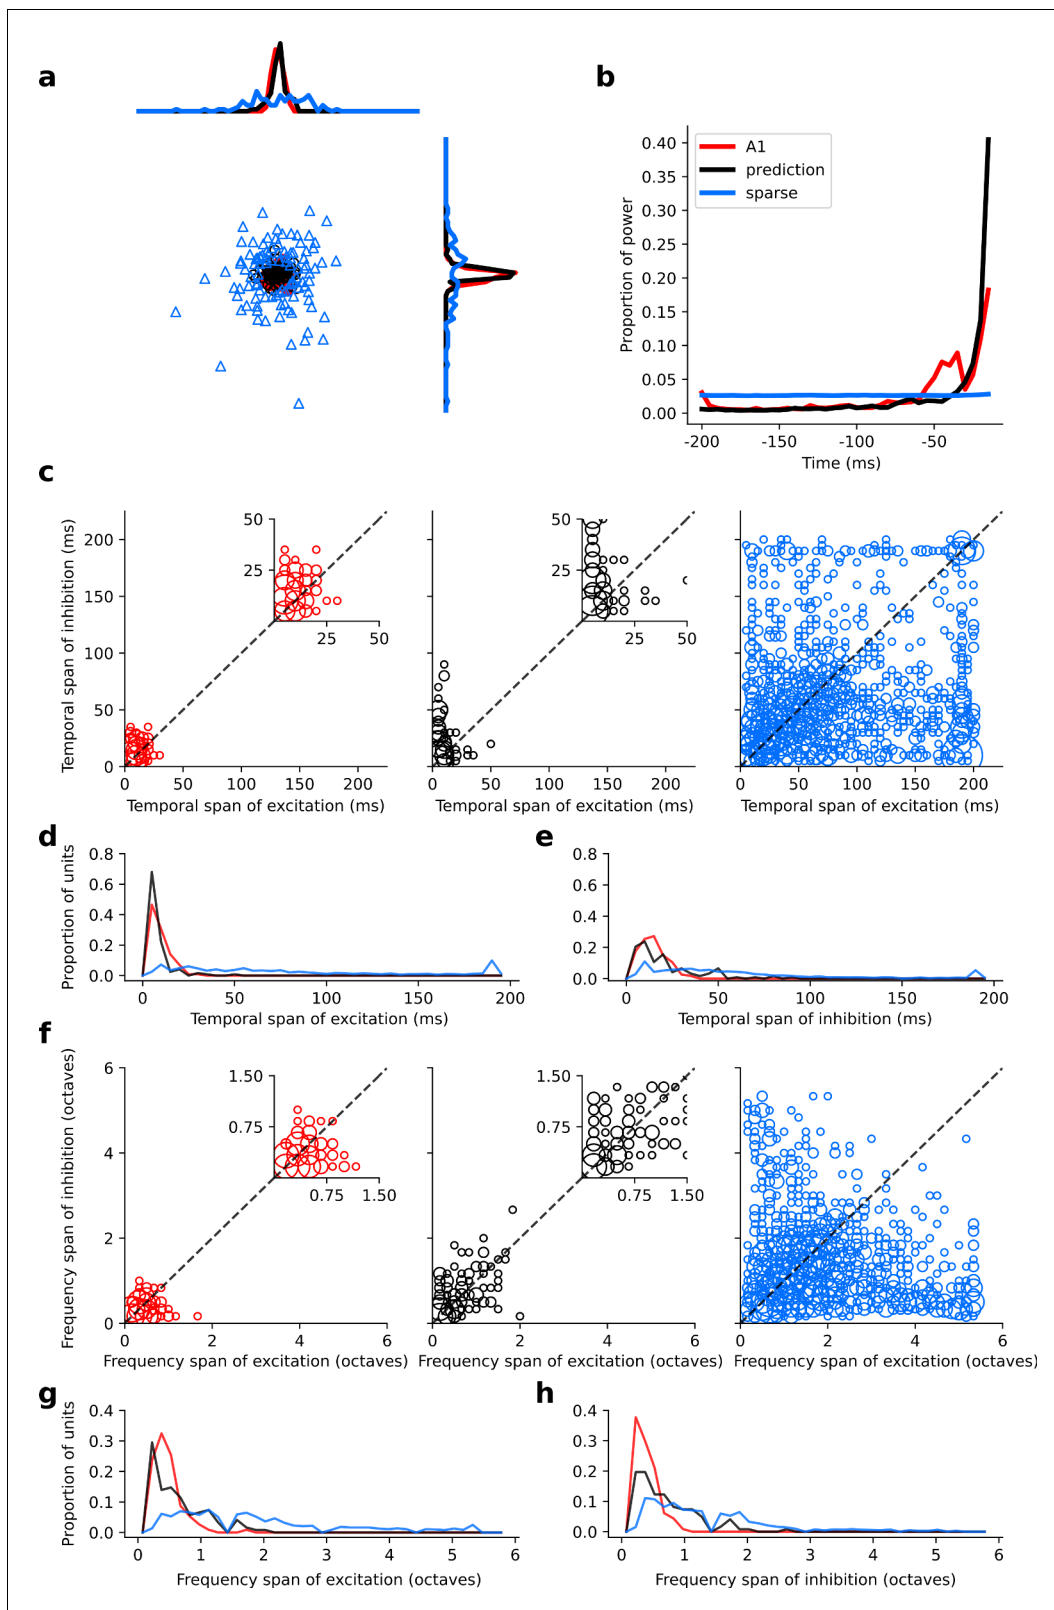 a
b
A1
prediction
sparse
Proportion of power
0.40
0.35
0.30
0.25
0.20
0.15
0.10
0.05
0.00
-200 -150 -100 -50
Time (ms)
c
Temporal span of inhibition (ms)
200
150
100
50
0
50
25
25 50
50
25
25 50
0 50 100 150 200
0 50 100 150 200
0 50 100 150 200
Temporal span of excitation (ms)
Temporal span of excitation (ms)
Temporal span of excitation (ms)
d
Proportion of units
0.8
0.6
0.4
0.2
0.0
0 50 100 150 200
Temporal span of excitation (ms)
e
0.8
0.6
0.4
0.2
0.0
0 50 100 150 200
Temporal span of inhibition (ms)
f
Frequency span of inhibition (octaves)
6
4
2
0
1.50
0.75
0.75 1.50
1.50
0.75
0.75 1.50
0 2 4 6
0 2 4 6
0 2 4 6
Frequency span of excitation (octaves)
Frequency span of excitation (octaves)
Frequency span of excitation (octaves)
g
Proportion of units
0.4
0.3
0.2
0.1
0.0
0 1 2 3 4 5 6
Frequency span of excitation (octaves)
h
0.4
0.3
0.2
0.1
0.0
0 1 2 3 4 5 6
Frequency span of inhibition (octaves)